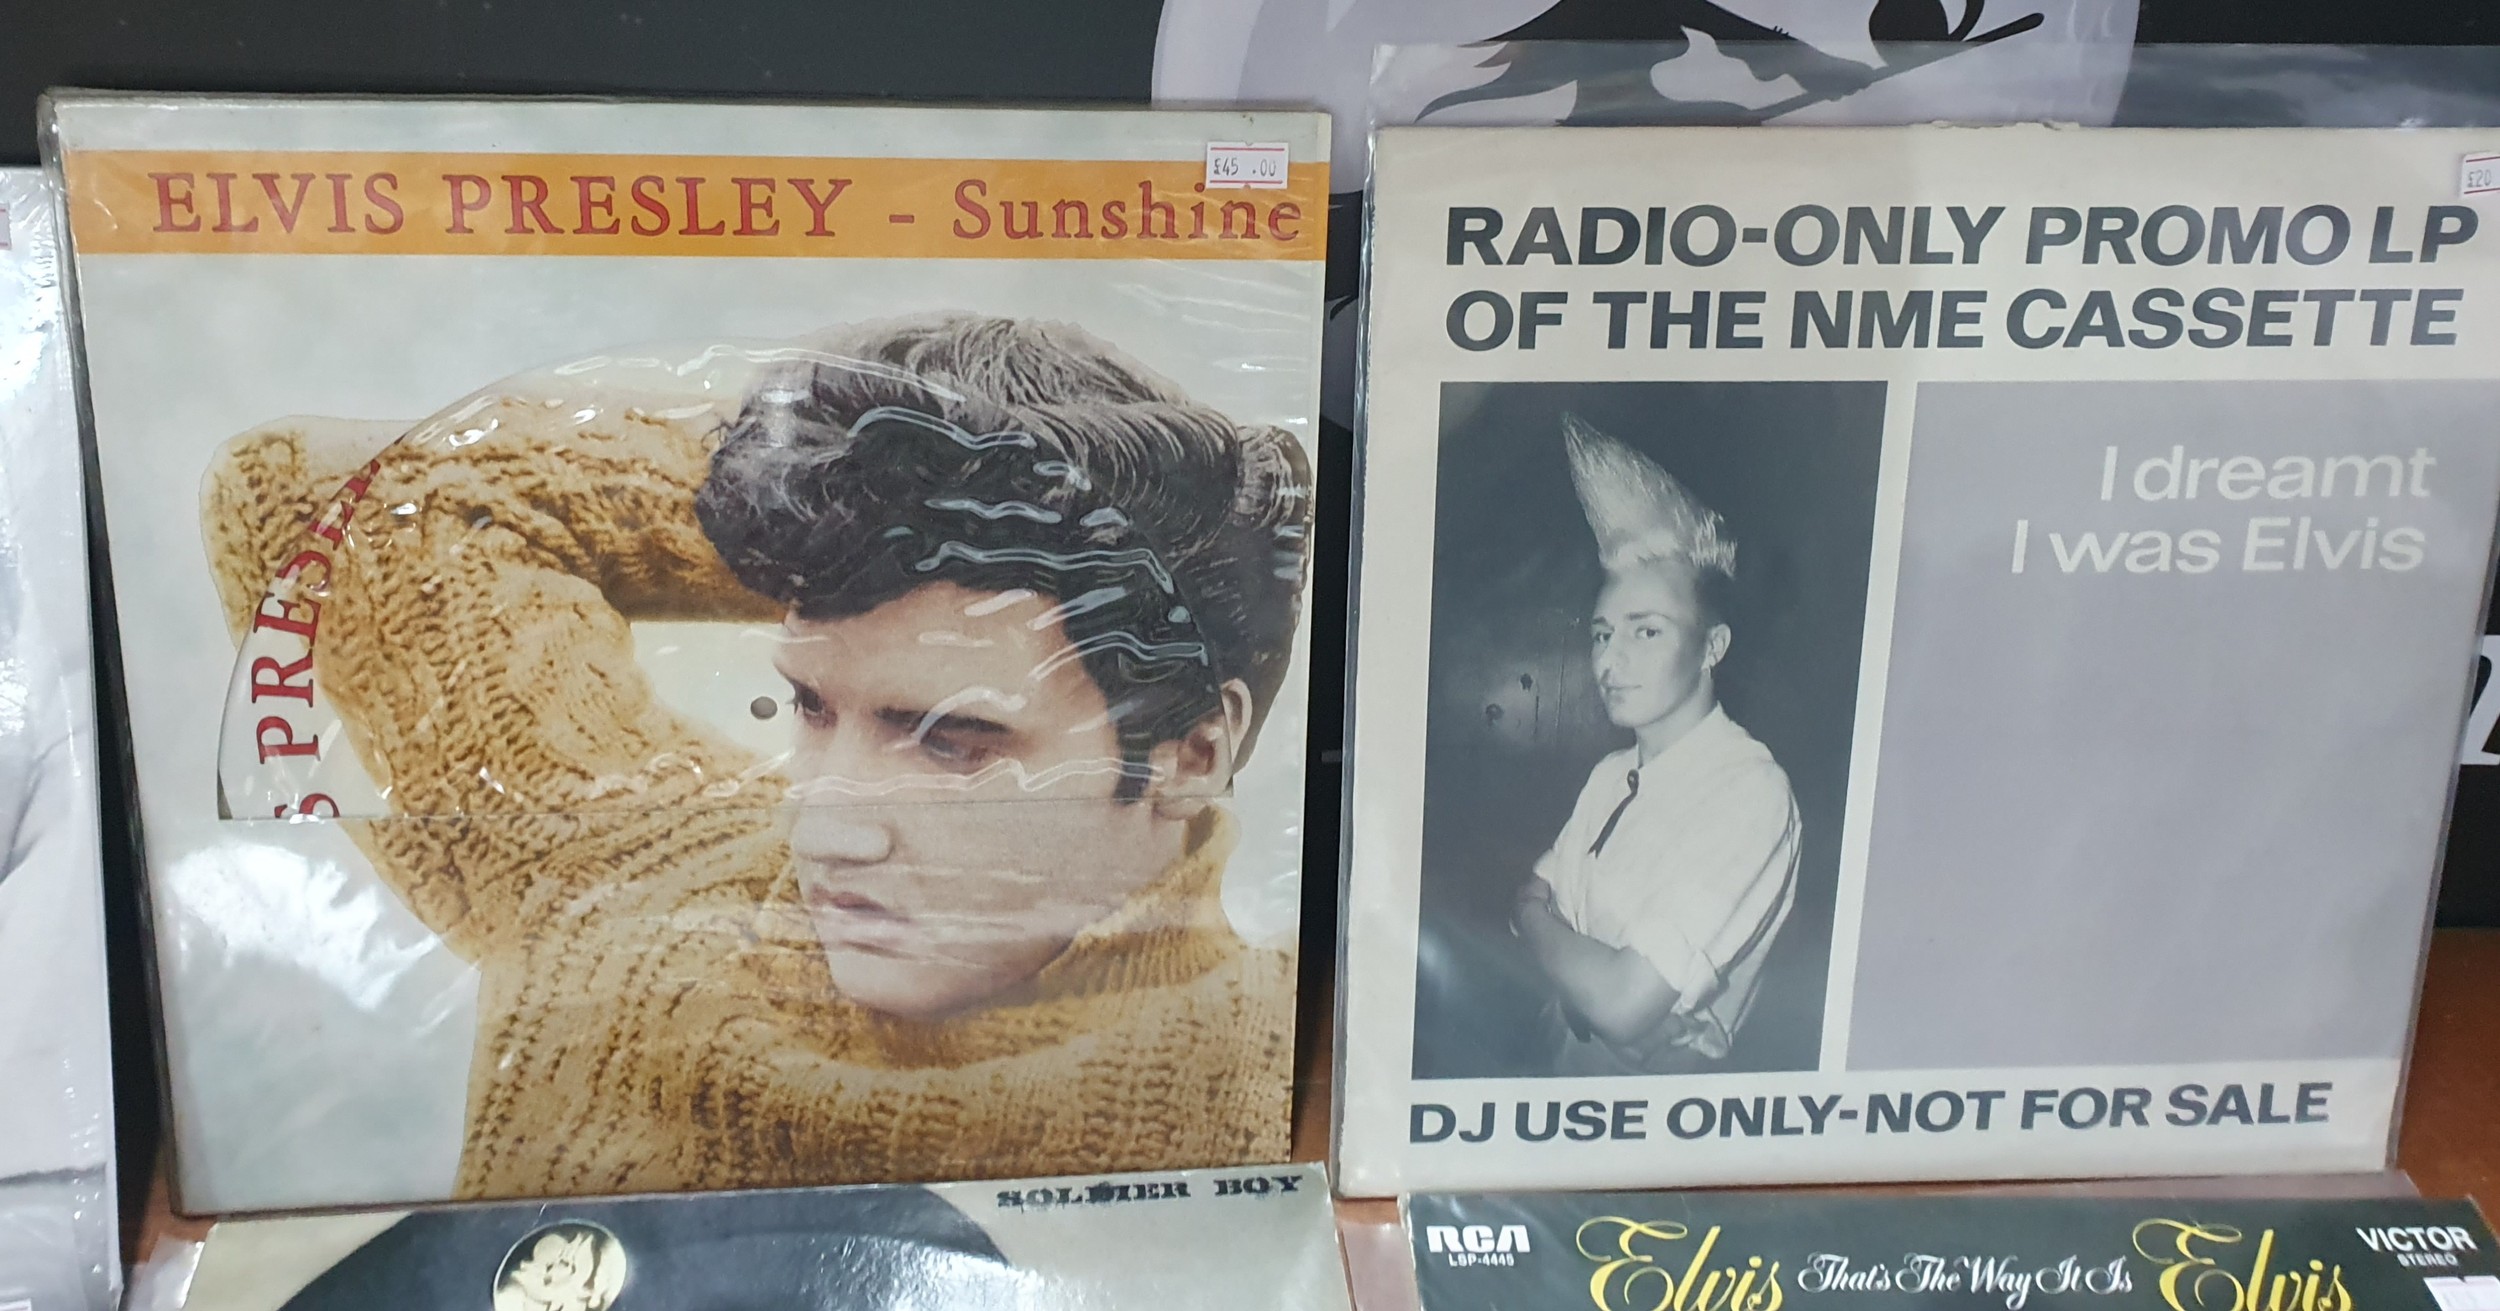 ELVIS PRESLEY - Sunshine
£45.00
S PRESLEY
RADIO-ONLY PROMO LP
OF THE NME CASSETTE
£20
I dreamt
I was Elvis
DJ USE ONLY-NOT FOR SALE
SOLDIER BOY
RCA
LSP-4445
Elvis That's The Way It Is Elvis
VICTOR
STEREO